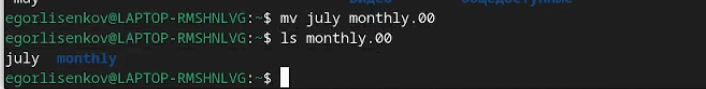 egorlisenkov@LAPTOP-RMSHNLVG:~$ mv july monthly.00
egorlisenkov@LAPTOP-RMSHNLVG:~$ ls monthly.00
july  monthly
egorlisenkov@LAPTOP-RMSHNLVG:~$